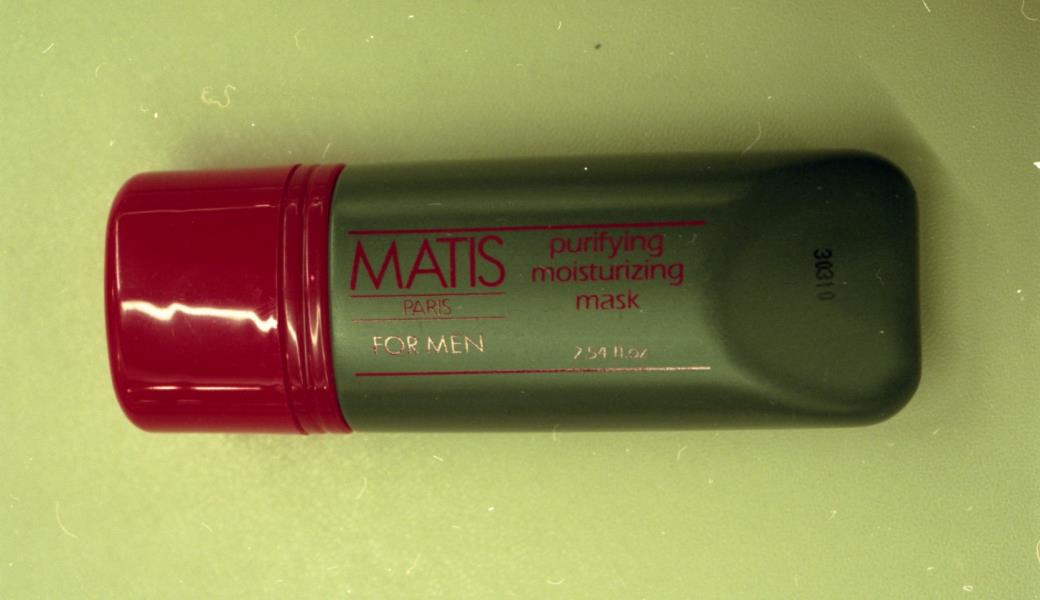 MATIS
PARIS
FOR MEN
purifying
moisturizing
mask
2.54 fl.oz
30310